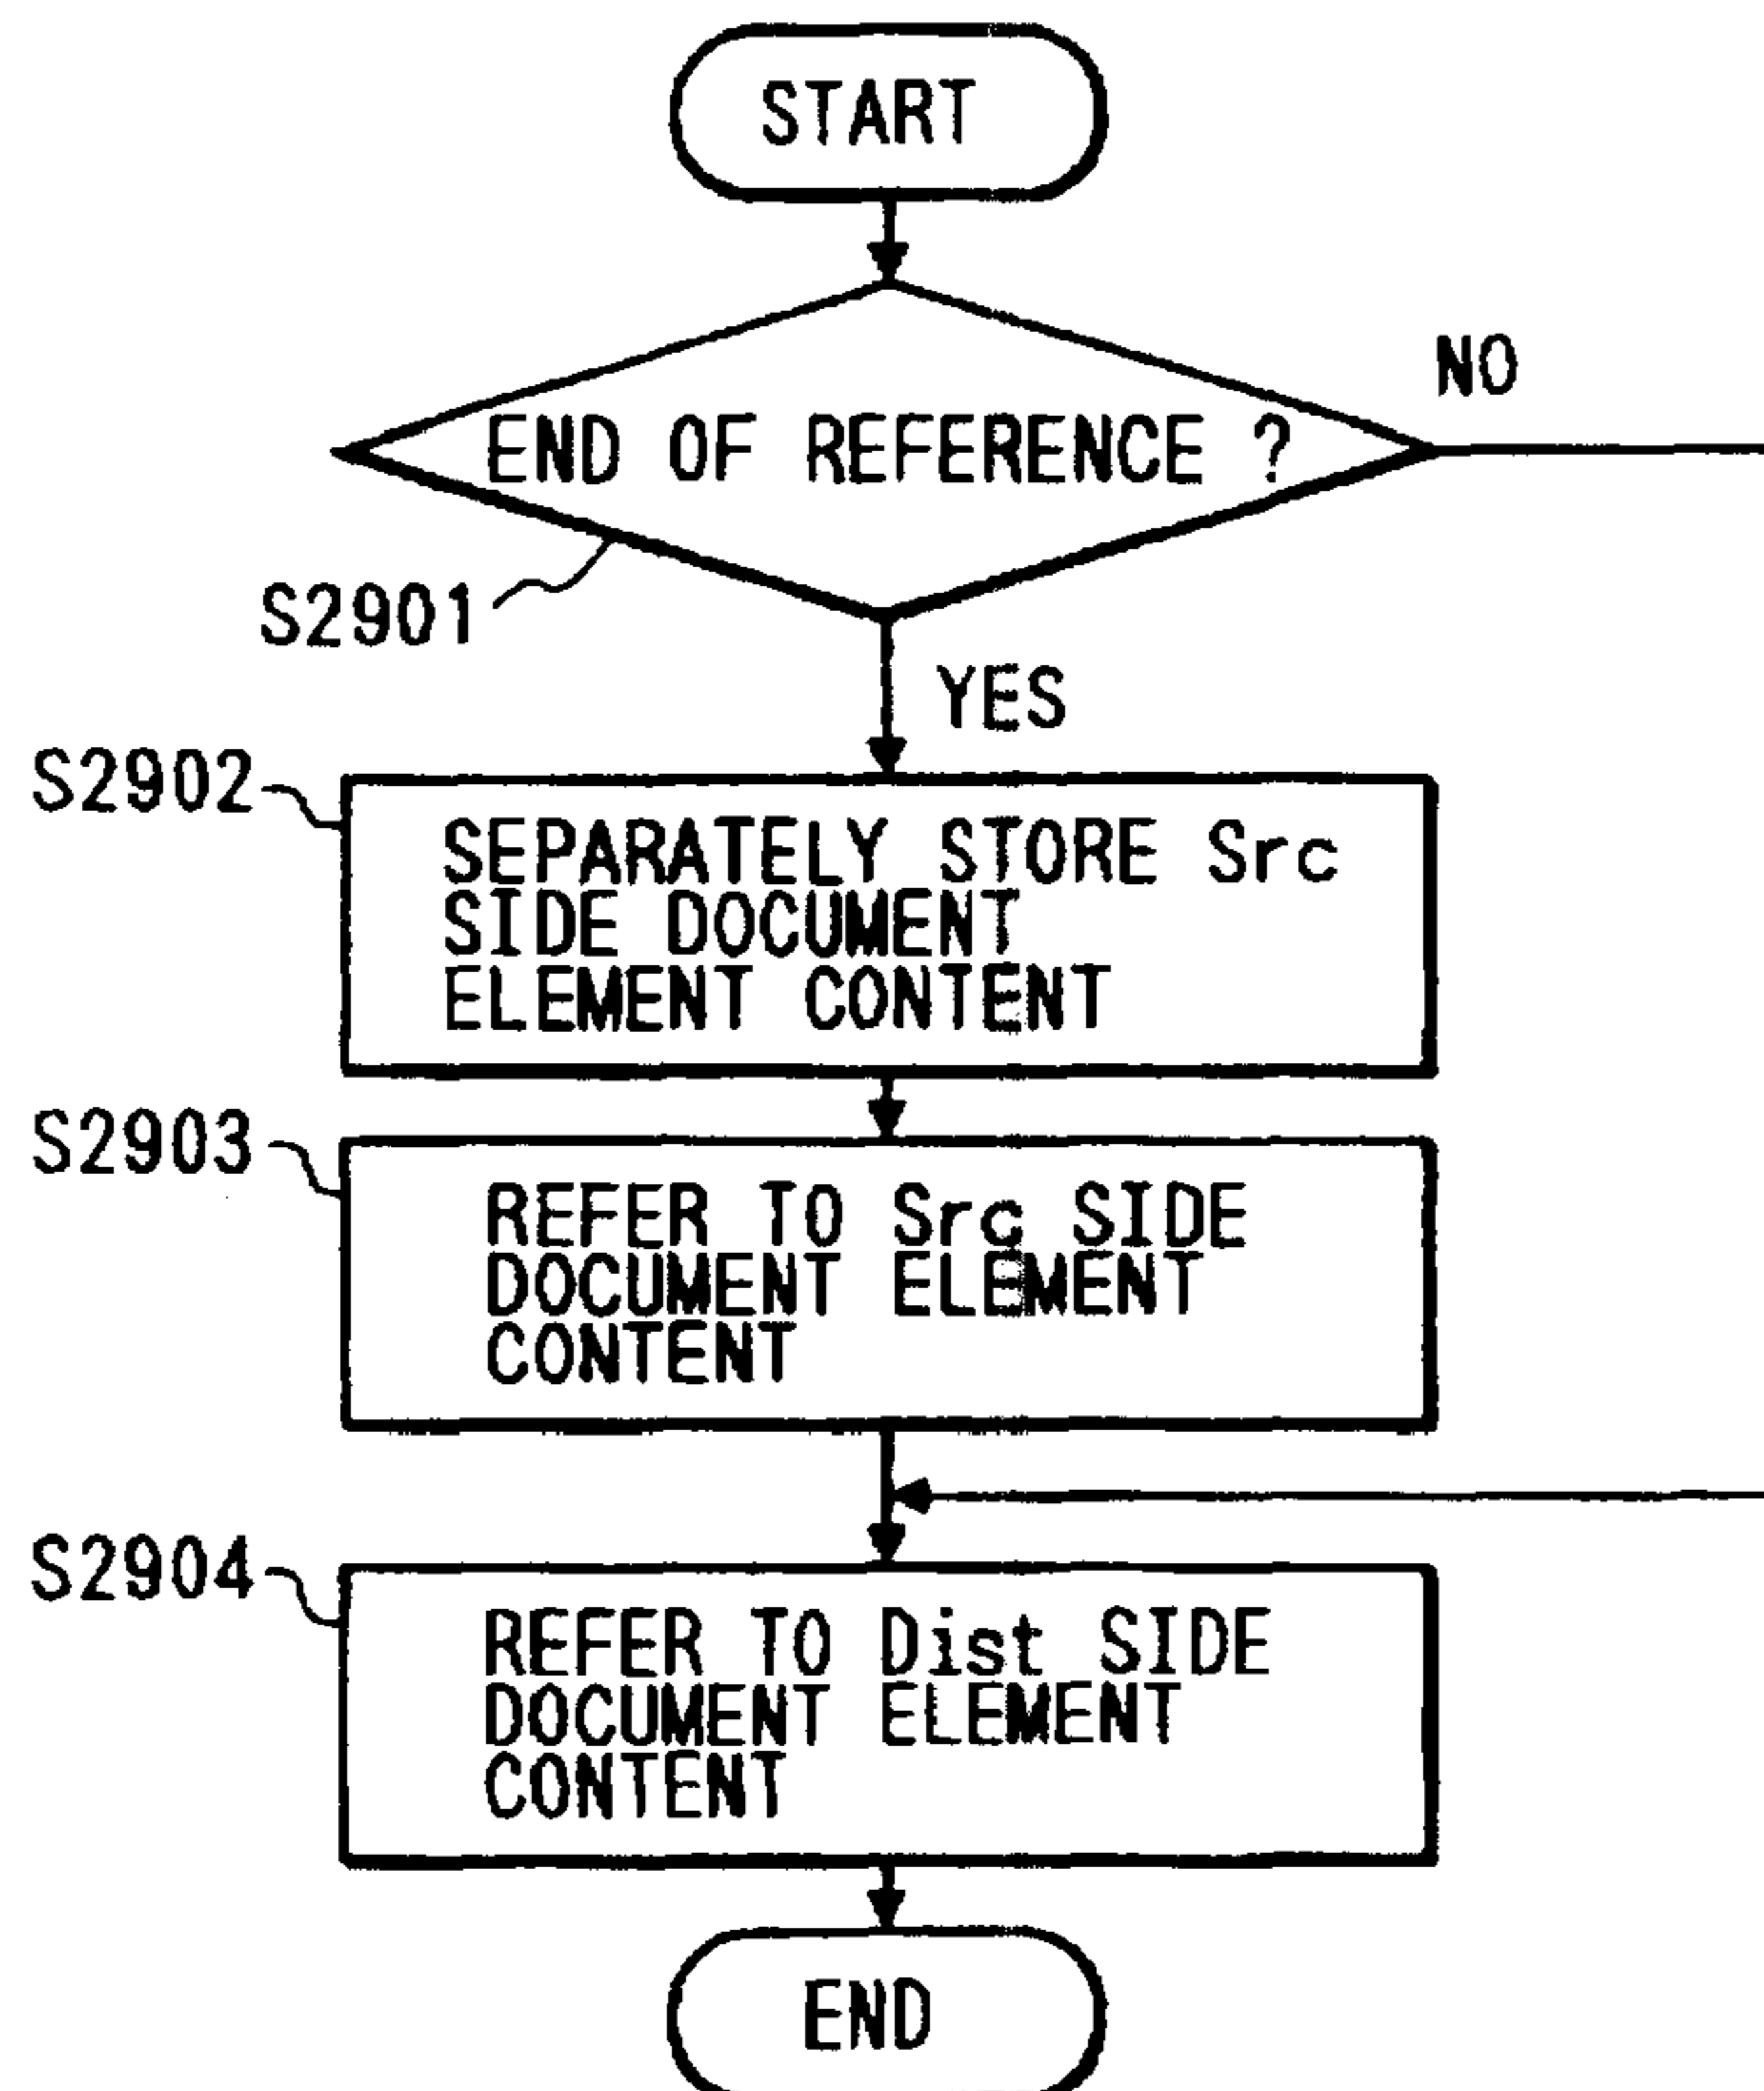 START
NO
END OF REFERENCE ?
S2901
YES
S2902
SEPARATELY STORE Src
SIDE DOCUMENT
ELEMENT CONTENT
S2903
REFER TO Src SIDE
DOCUMENT ELEMENT
CONTENT
S2904
REFER TO Dist SIDE
DOCUMENT ELEMENT
CONTENT
END